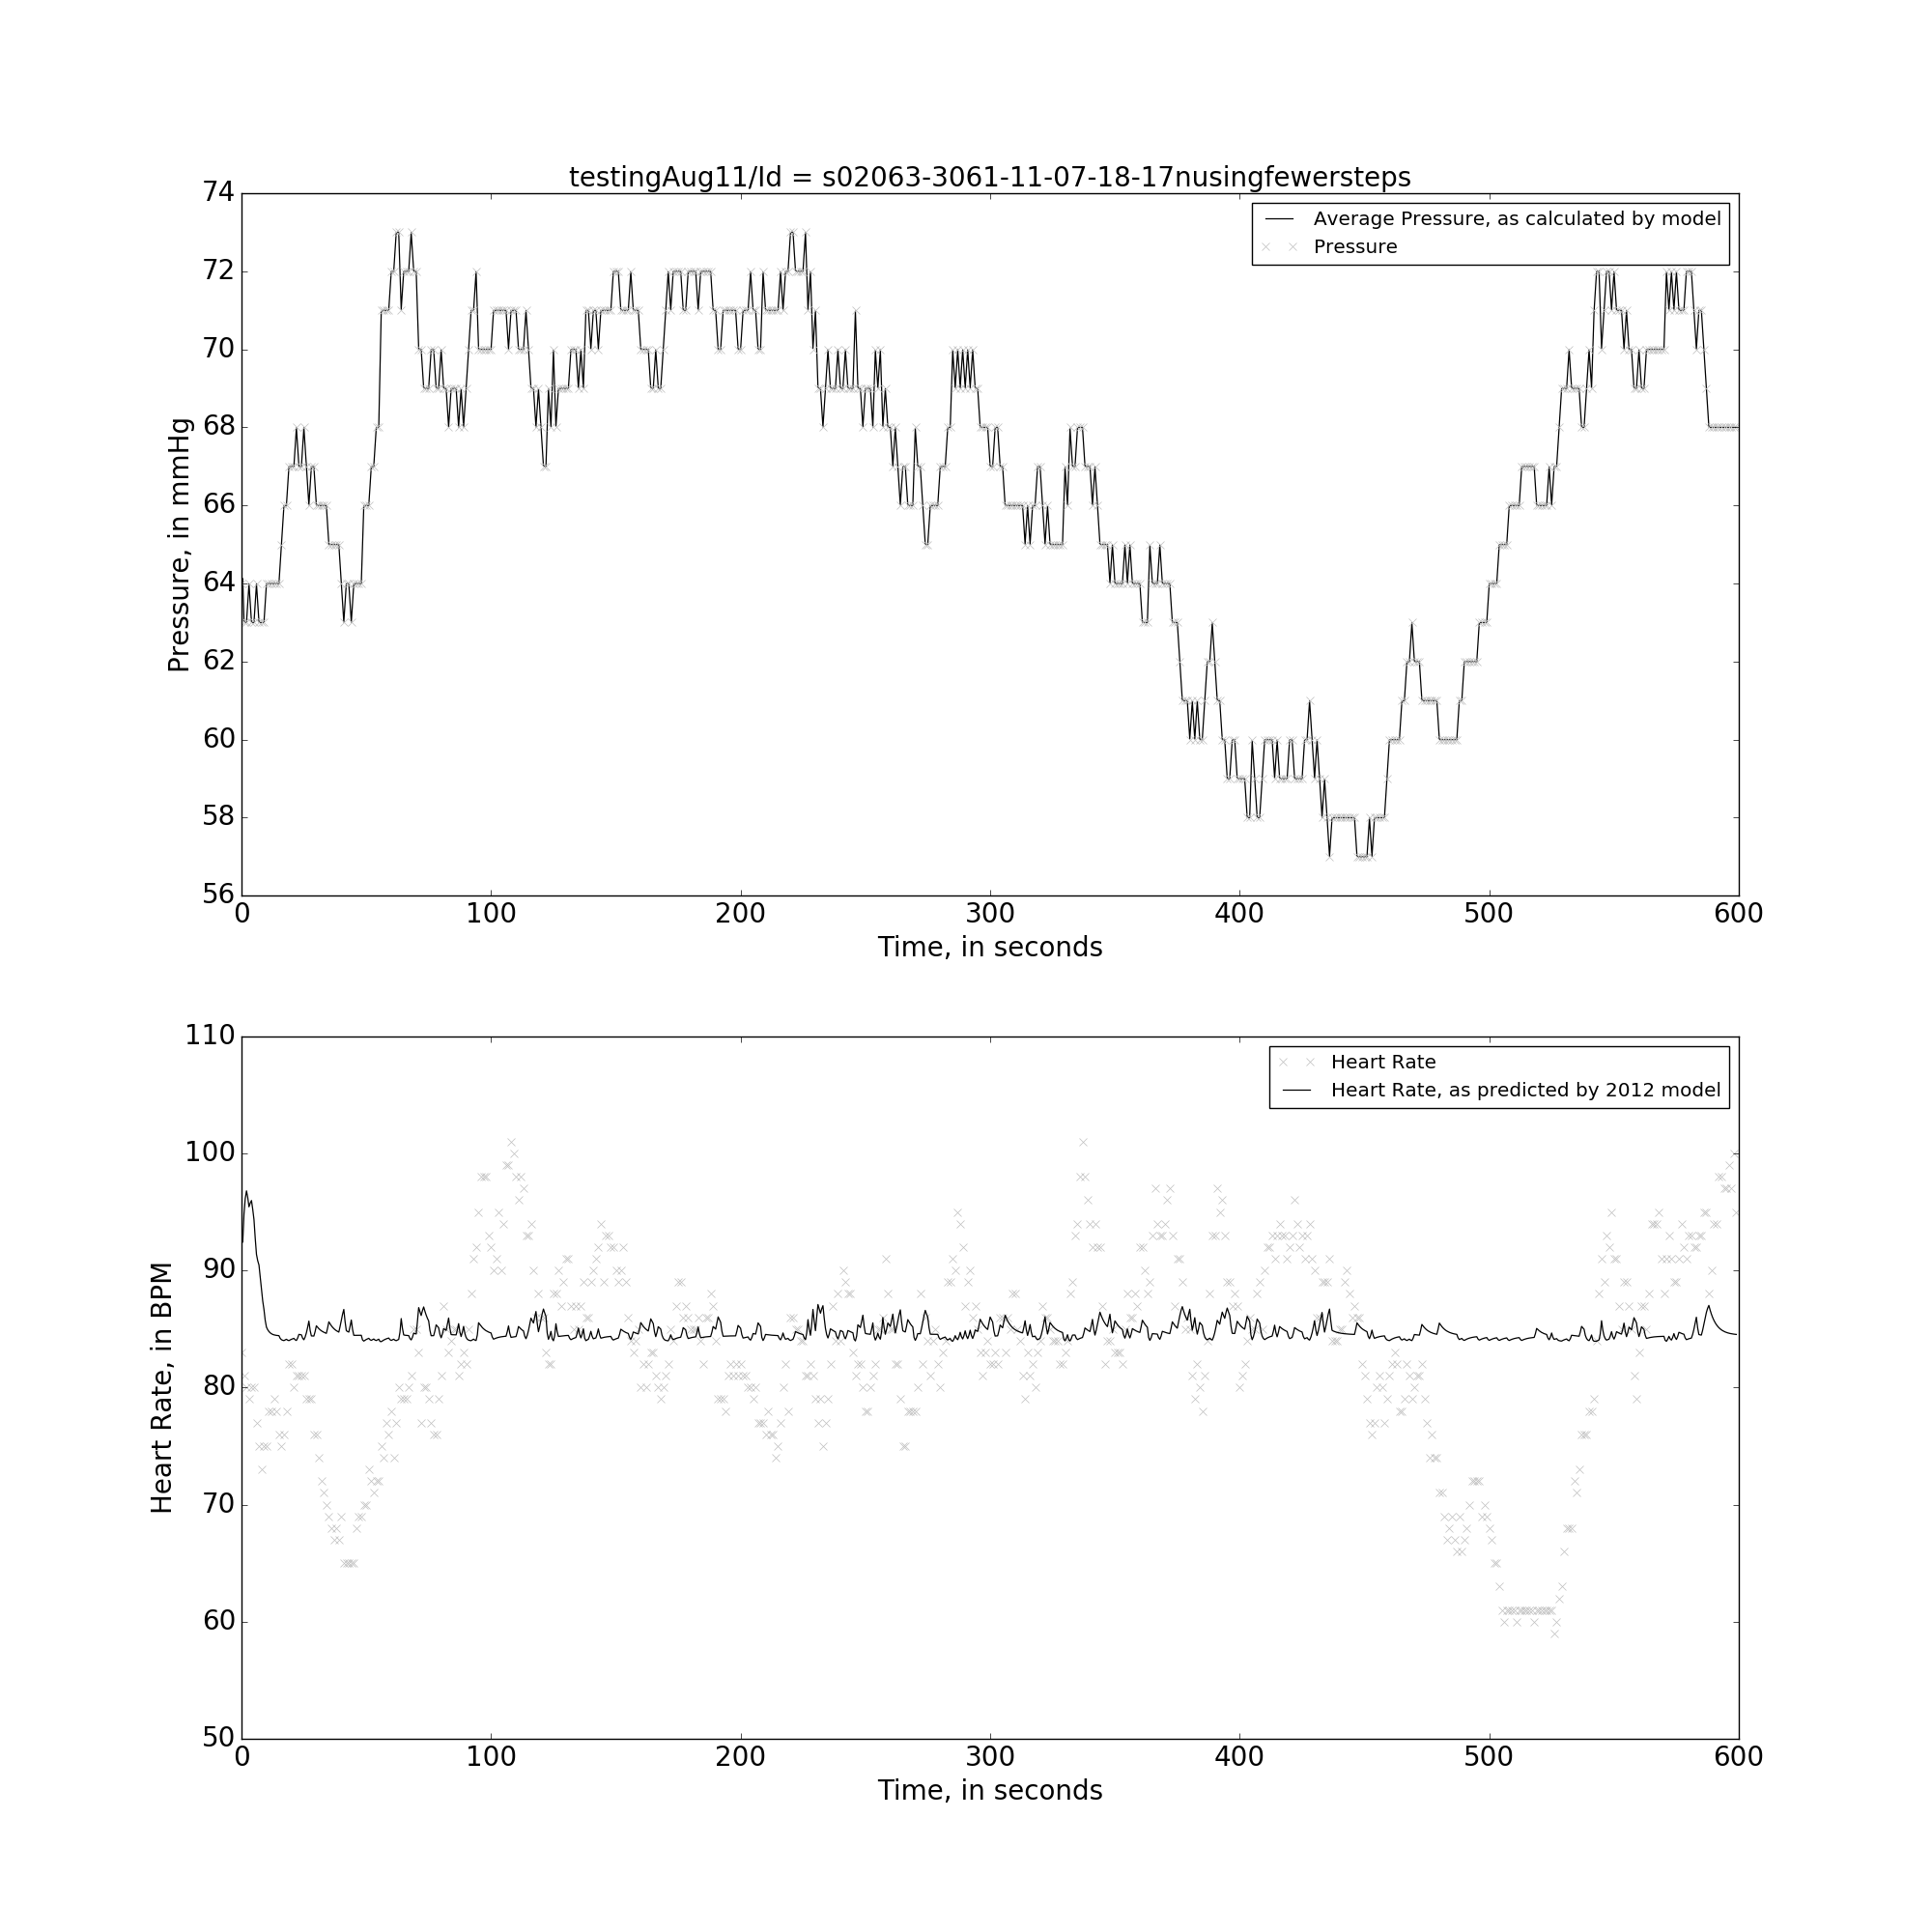 testingAug11/Id = s02063-3061-11-07-18-17nusingfewersteps
74
72
70
68
66
64
62
60
58
56
Pressure, in mmHg
Average Pressure, as calculated by model
Pressure
0 100 200 300 400 500 600
Time, in seconds
110
100
90
80
70
60
50
Heart Rate, in BPM
Heart Rate
Heart Rate, as predicted by 2012 model
0 100 200 300 400 500 600
Time, in seconds